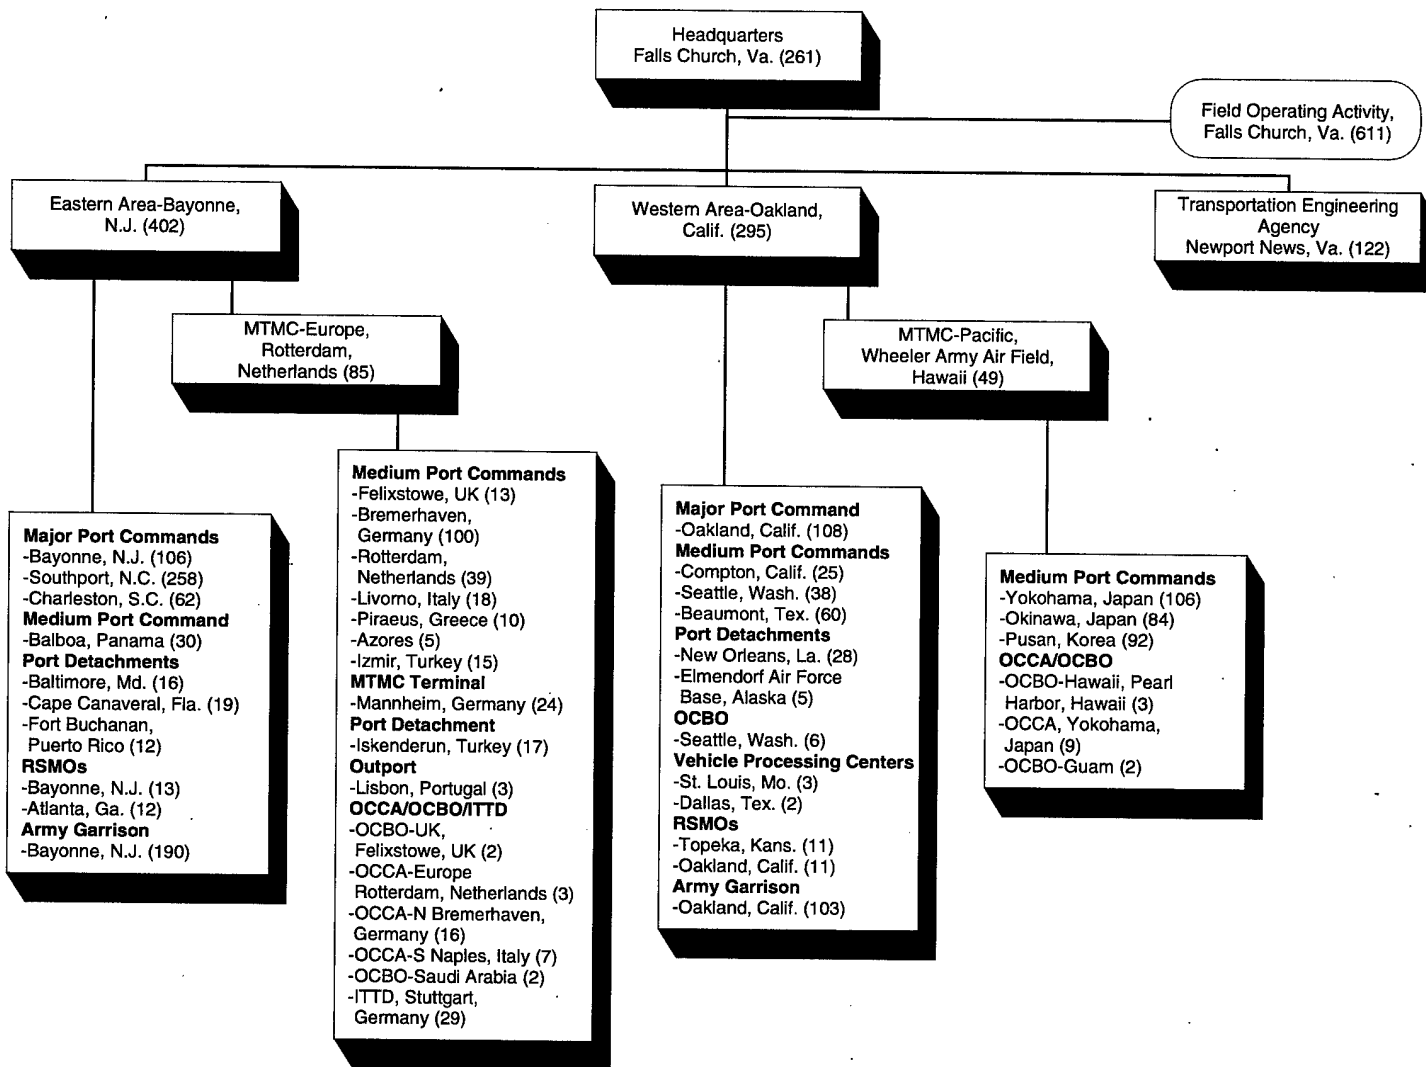 Headquarters
Falls Church, Va. (261)
Field Operating Activity,
Falls Church, Va. (611)
Eastern Area-Bayonne,
N.J. (402)
Western Area-Oakland,
Calif. (295)
Transportation Engineering
Agency
Newport News, Va. (122)
MTMC-Europe,
Rotterdam,
Netherlands (85)
MTMC-Pacific,
Wheeler Army Air Field,
Hawaii (49)
Major Port Commands
-Bayonne, N.J. (106)
-Southport, N.C. (258)
-Charleston, S.C. (62)
Medium Port Command
-Balboa, Panama (30)
Port Detachments
-Baltimore, Md. (16)
-Cape Canaveral, Fla. (19)
-Fort Buchanan,
Puerto Rico (12)
RSMOs
-Bayonne, N.J. (13)
-Atlanta, Ga. (12)
Army Garrison
-Bayonne, N.J. (190)
Medium Port Commands
-Felixstowe, UK (13)
-Bremerhaven,
Germany (100)
-Rotterdam,
Netherlands (39)
-Livorno, Italy (18)
-Piraeus, Greece (10)
-Azores (5)
-Izmir, Turkey (15)
MTMC Terminal
-Mannheim, Germany (24)
Port Detachment
-Iskenderun, Turkey (17)
Outport
-Lisbon, Portugal (3)
OCCA/OCBO/ITTD
-OCBO-UK,
Felixstowe, UK (2)
-OCCA-Europe
Rotterdam, Netherlands (3)
-OCCA-N Bremerhaven,
Germany (16)
-OCCA-S Naples, Italy (7)
-OCBO-Saudi Arabia (2)
-ITTD, Stuttgart,
Germany (29)
Major Port Command
-Oakland, Calif. (108)
Medium Port Commands
-Compton, Calif. (25)
-Seattle, Wash. (38)
-Beaumont, Tex. (60)
Port Detachments
-New Orleans, La. (28)
-Elmendorf Air Force
Base, Alaska (5)
OCBO
-Seattle, Wash. (6)
Vehicle Processing Centers
-St. Louis, Mo. (3)
-Dallas, Tex. (2)
RSMOs
-Topeka, Kans. (11)
-Oakland, Calif. (11)
Army Garrison
-Oakland, Calif. (103)
Medium Port Commands
-Yokohama, Japan (106)
-Okinawa, Japan (84)
-Pusan, Korea (92)
OCCA/OCBO
-OCBO-Hawaii, Pearl
Harbor, Hawaii (3)
-OCCA, Yokohama,
Japan (9)
-OCBO-Guam (2)